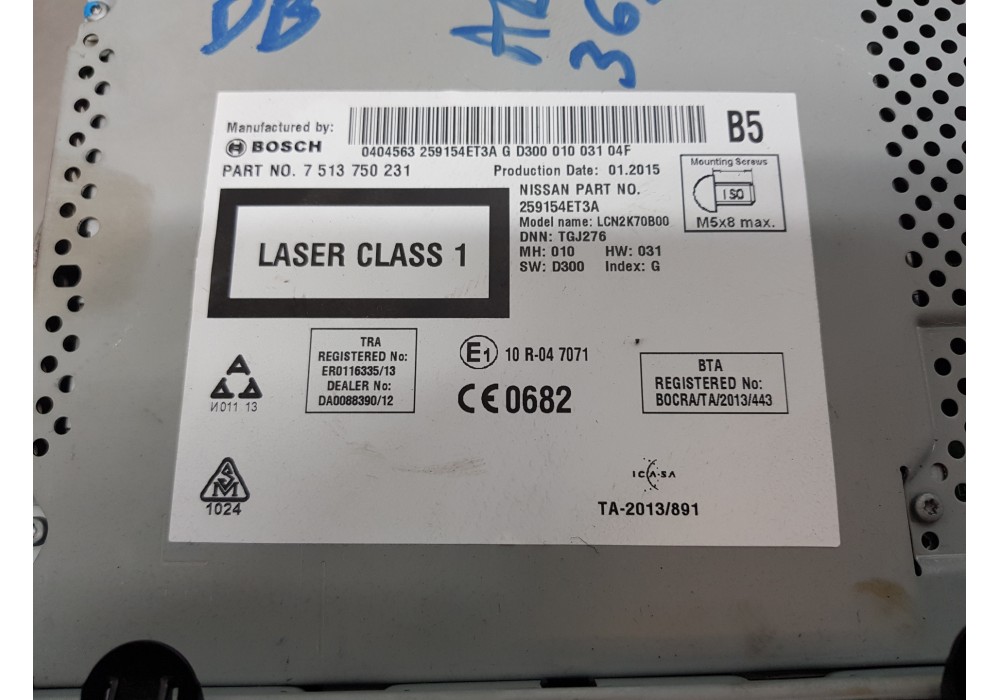 DB
Manufactured by:
BOSCH
0404563 259154ET3A G D300 010 031 04F
B5
PART NO. 7 513 750 231
Production Date: 01.2015
NISSAN PART NO.
259154ET3A
Model name: LCN2K70B00
DNN: TGJ276
MH: 010 HW: 031
SW: D300 Index: G
Mounting Screws
ISO
M5x8 max.
LASER CLASS 1
TRA
REGISTERED No:
ER0116335/13
DEALER No:
DA0088390/12
E1 10 R-04 7071
CE0682
BTA
REGISTERED No:
BOCRA/TA/2013/443
И011 13
1024
ICASA
TA-2013/891